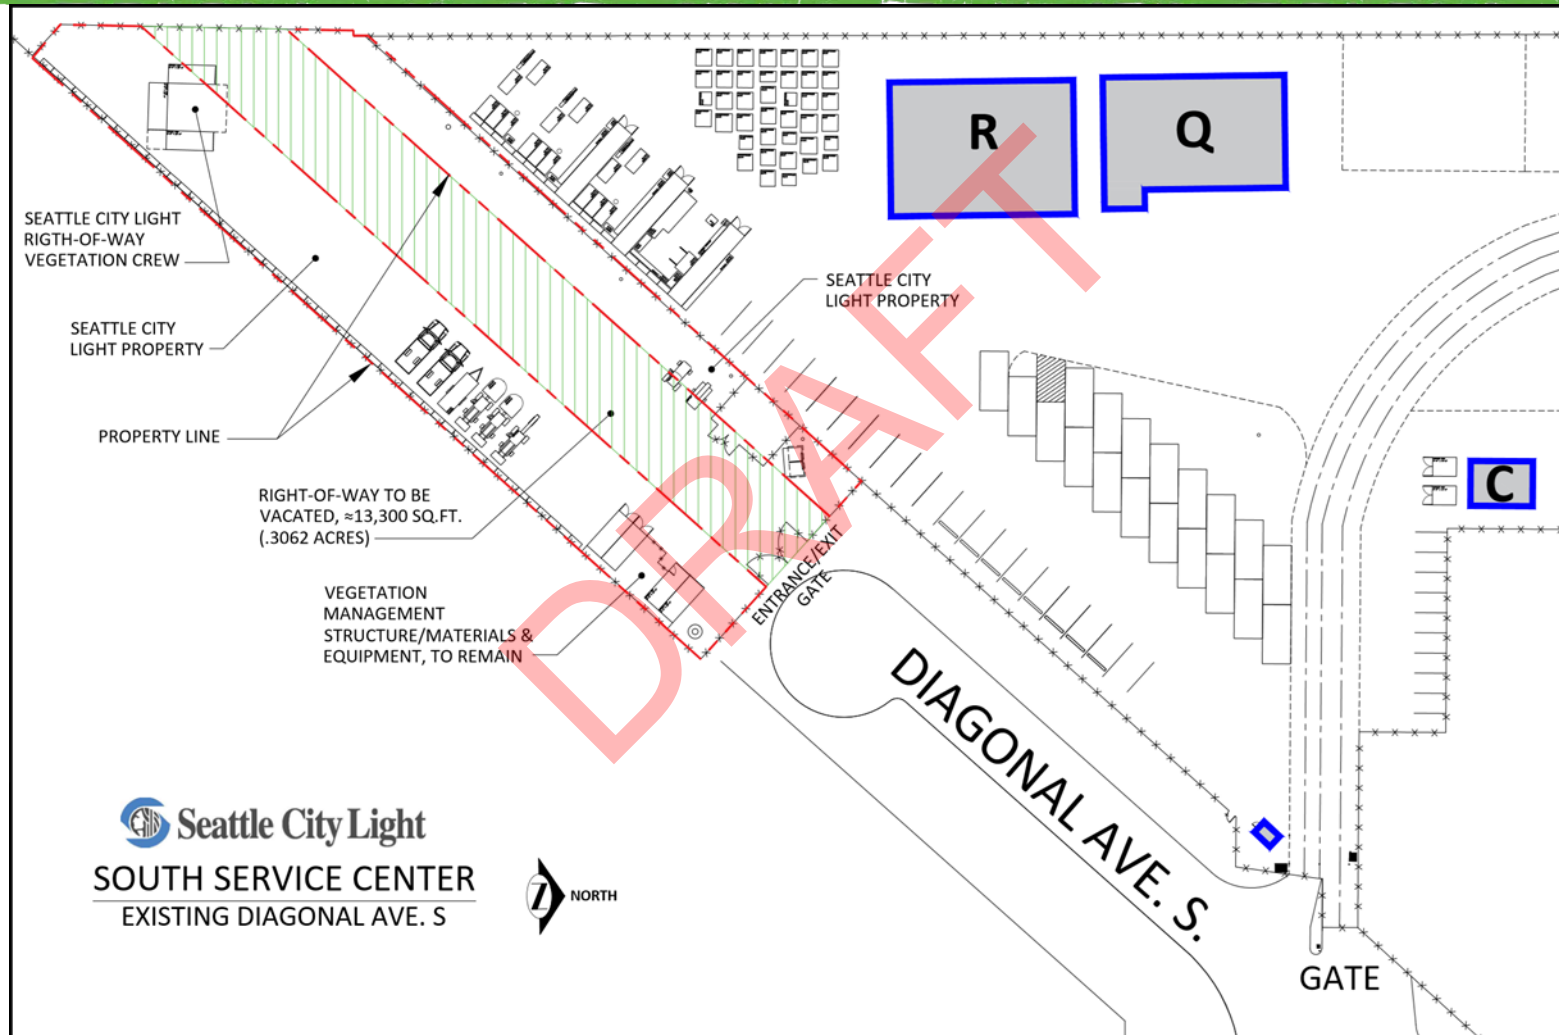 R
Q
SEATTLE CITY LIGHT
RIGTH-OF-WAY
VEGETATION CREW
SEATTLE CITY
LIGHT PROPERTY
SEATTLE CITY
LIGHT PROPERTY
PROPERTY LINE
C
RIGHT-OF-WAY TO BE
VACATED, ≈13,300 SQ.FT.
(.3062 ACRES)
ENTRANCE/EXIT
GATE
VEGETATION
MANAGEMENT
STRUCTURE/MATERIALS &
EQUIPMENT, TO REMAIN
DRAFT
DIAGONAL AVE. S.
Seattle City Light
SOUTH SERVICE CENTER
EXISTING DIAGONAL AVE. S
Z
NORTH
GATE